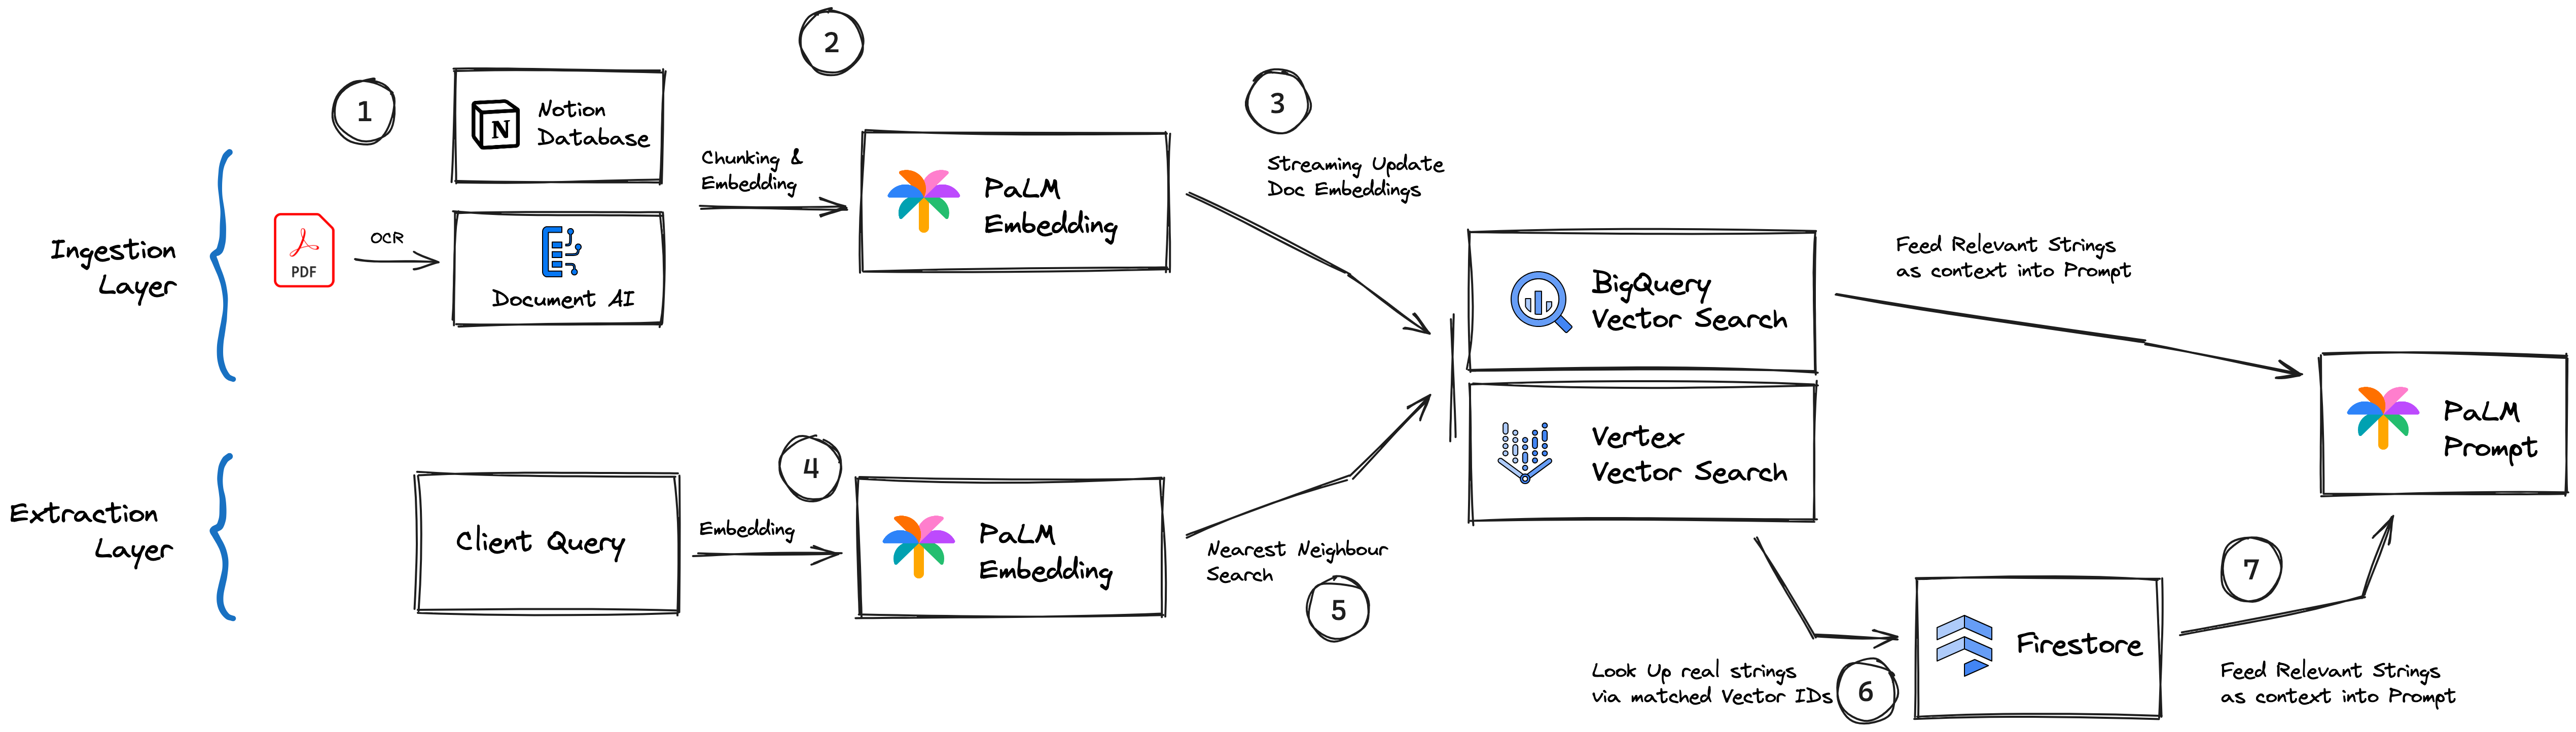 1
2
3
Notion
Database
N
Chunking &
Embedding
PaLM
Embedding
Streaming Update
Doc Embeddings
Ingestion
Layer
PDF
OCR
Document AI
BigQuery
Vector Search
Feed Relevant Strings
as context into Prompt
Vertex
Vector Search
PaLM
Prompt
Extraction
Layer
Client Query
4
Embedding
PaLM
Embedding
Nearest Neighbour
Search
5
Look Up real strings
via matched Vector IDs
6
Firestore
7
Feed Relevant Strings
as context into Prompt